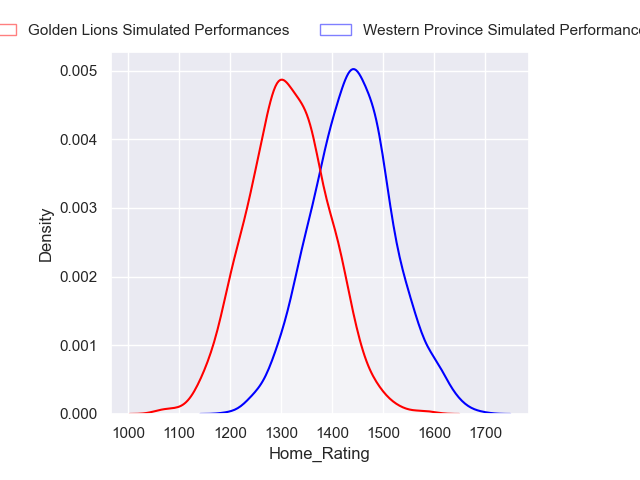 Golden Lions Simulated Performances Western Province Simulated Performanc
0.005
0.004
0.003
0.002
0.001
0.000
Density
1000 1100 1200 1300 1400 1500 1600 1700
Home_Rating